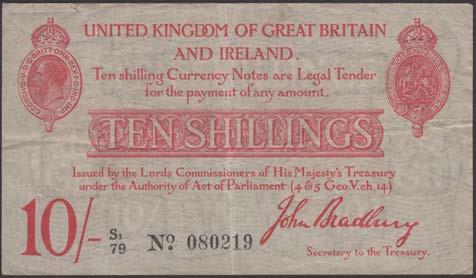 UNITED KINGDOM OF GREAT BRITAIN
AND IRELAND.
Ten shilling Currency Notes are Legal Tender
for the payment of any amount.
TEN SHILLINGS
Issued by the Lords Commissioners of His Majesty's Treasury
under the Authority of Act of Parliament (4 & 5 Geo.V. ch.14)
John Bradbury
10/- S1/79 No. 080219
Secretary to the Treasury.